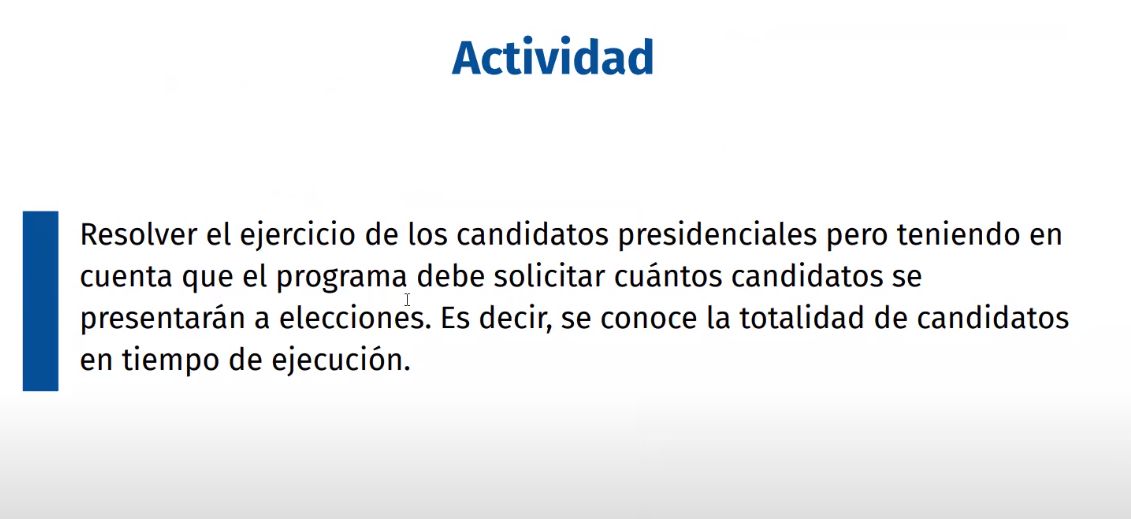 Actividad
Resolver el ejercicio de los candidatos presidenciales pero teniendo en
cuenta que el programa debe solicitar cuántos candidatos se
presentarán a elecciones. Es decir, se conoce la totalidad de candidatos
en tiempo de ejecución.